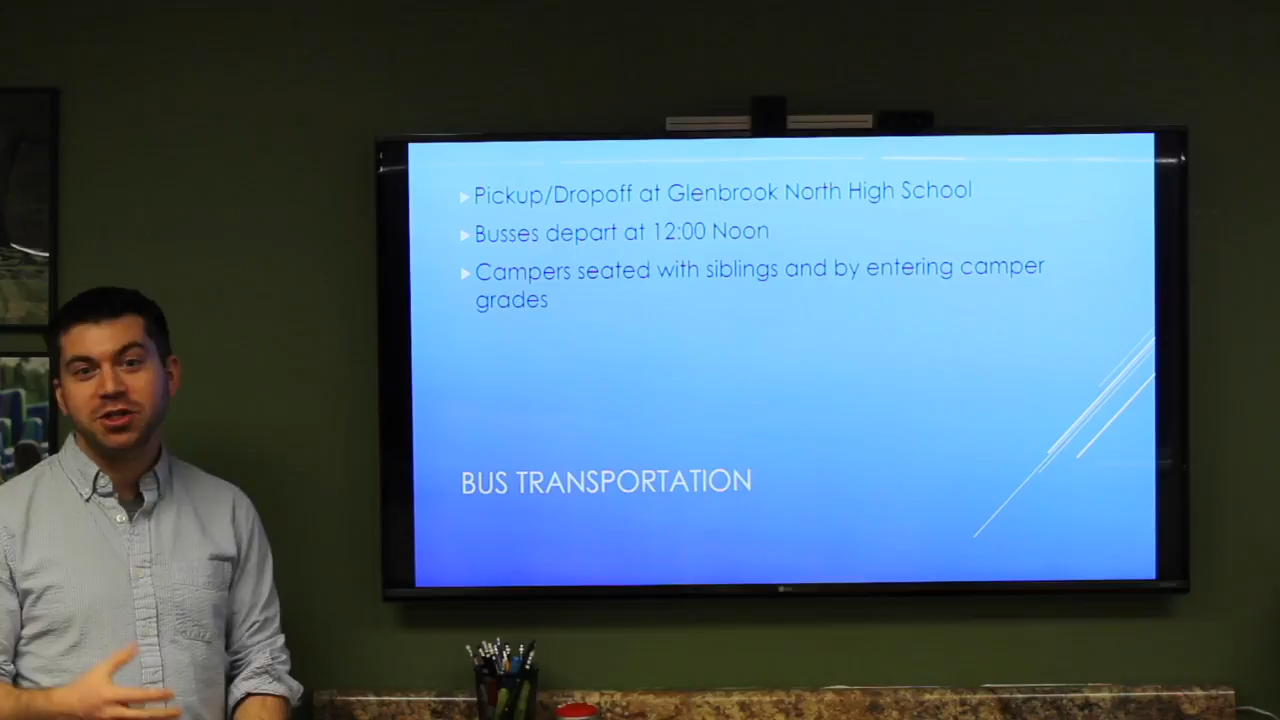 Pickup/Dropoff at Glenbrook North High School
Busses depart at 12:00 Noon
Campers seated with siblings and by entering camper
grades
BUS TRANSPORTATION